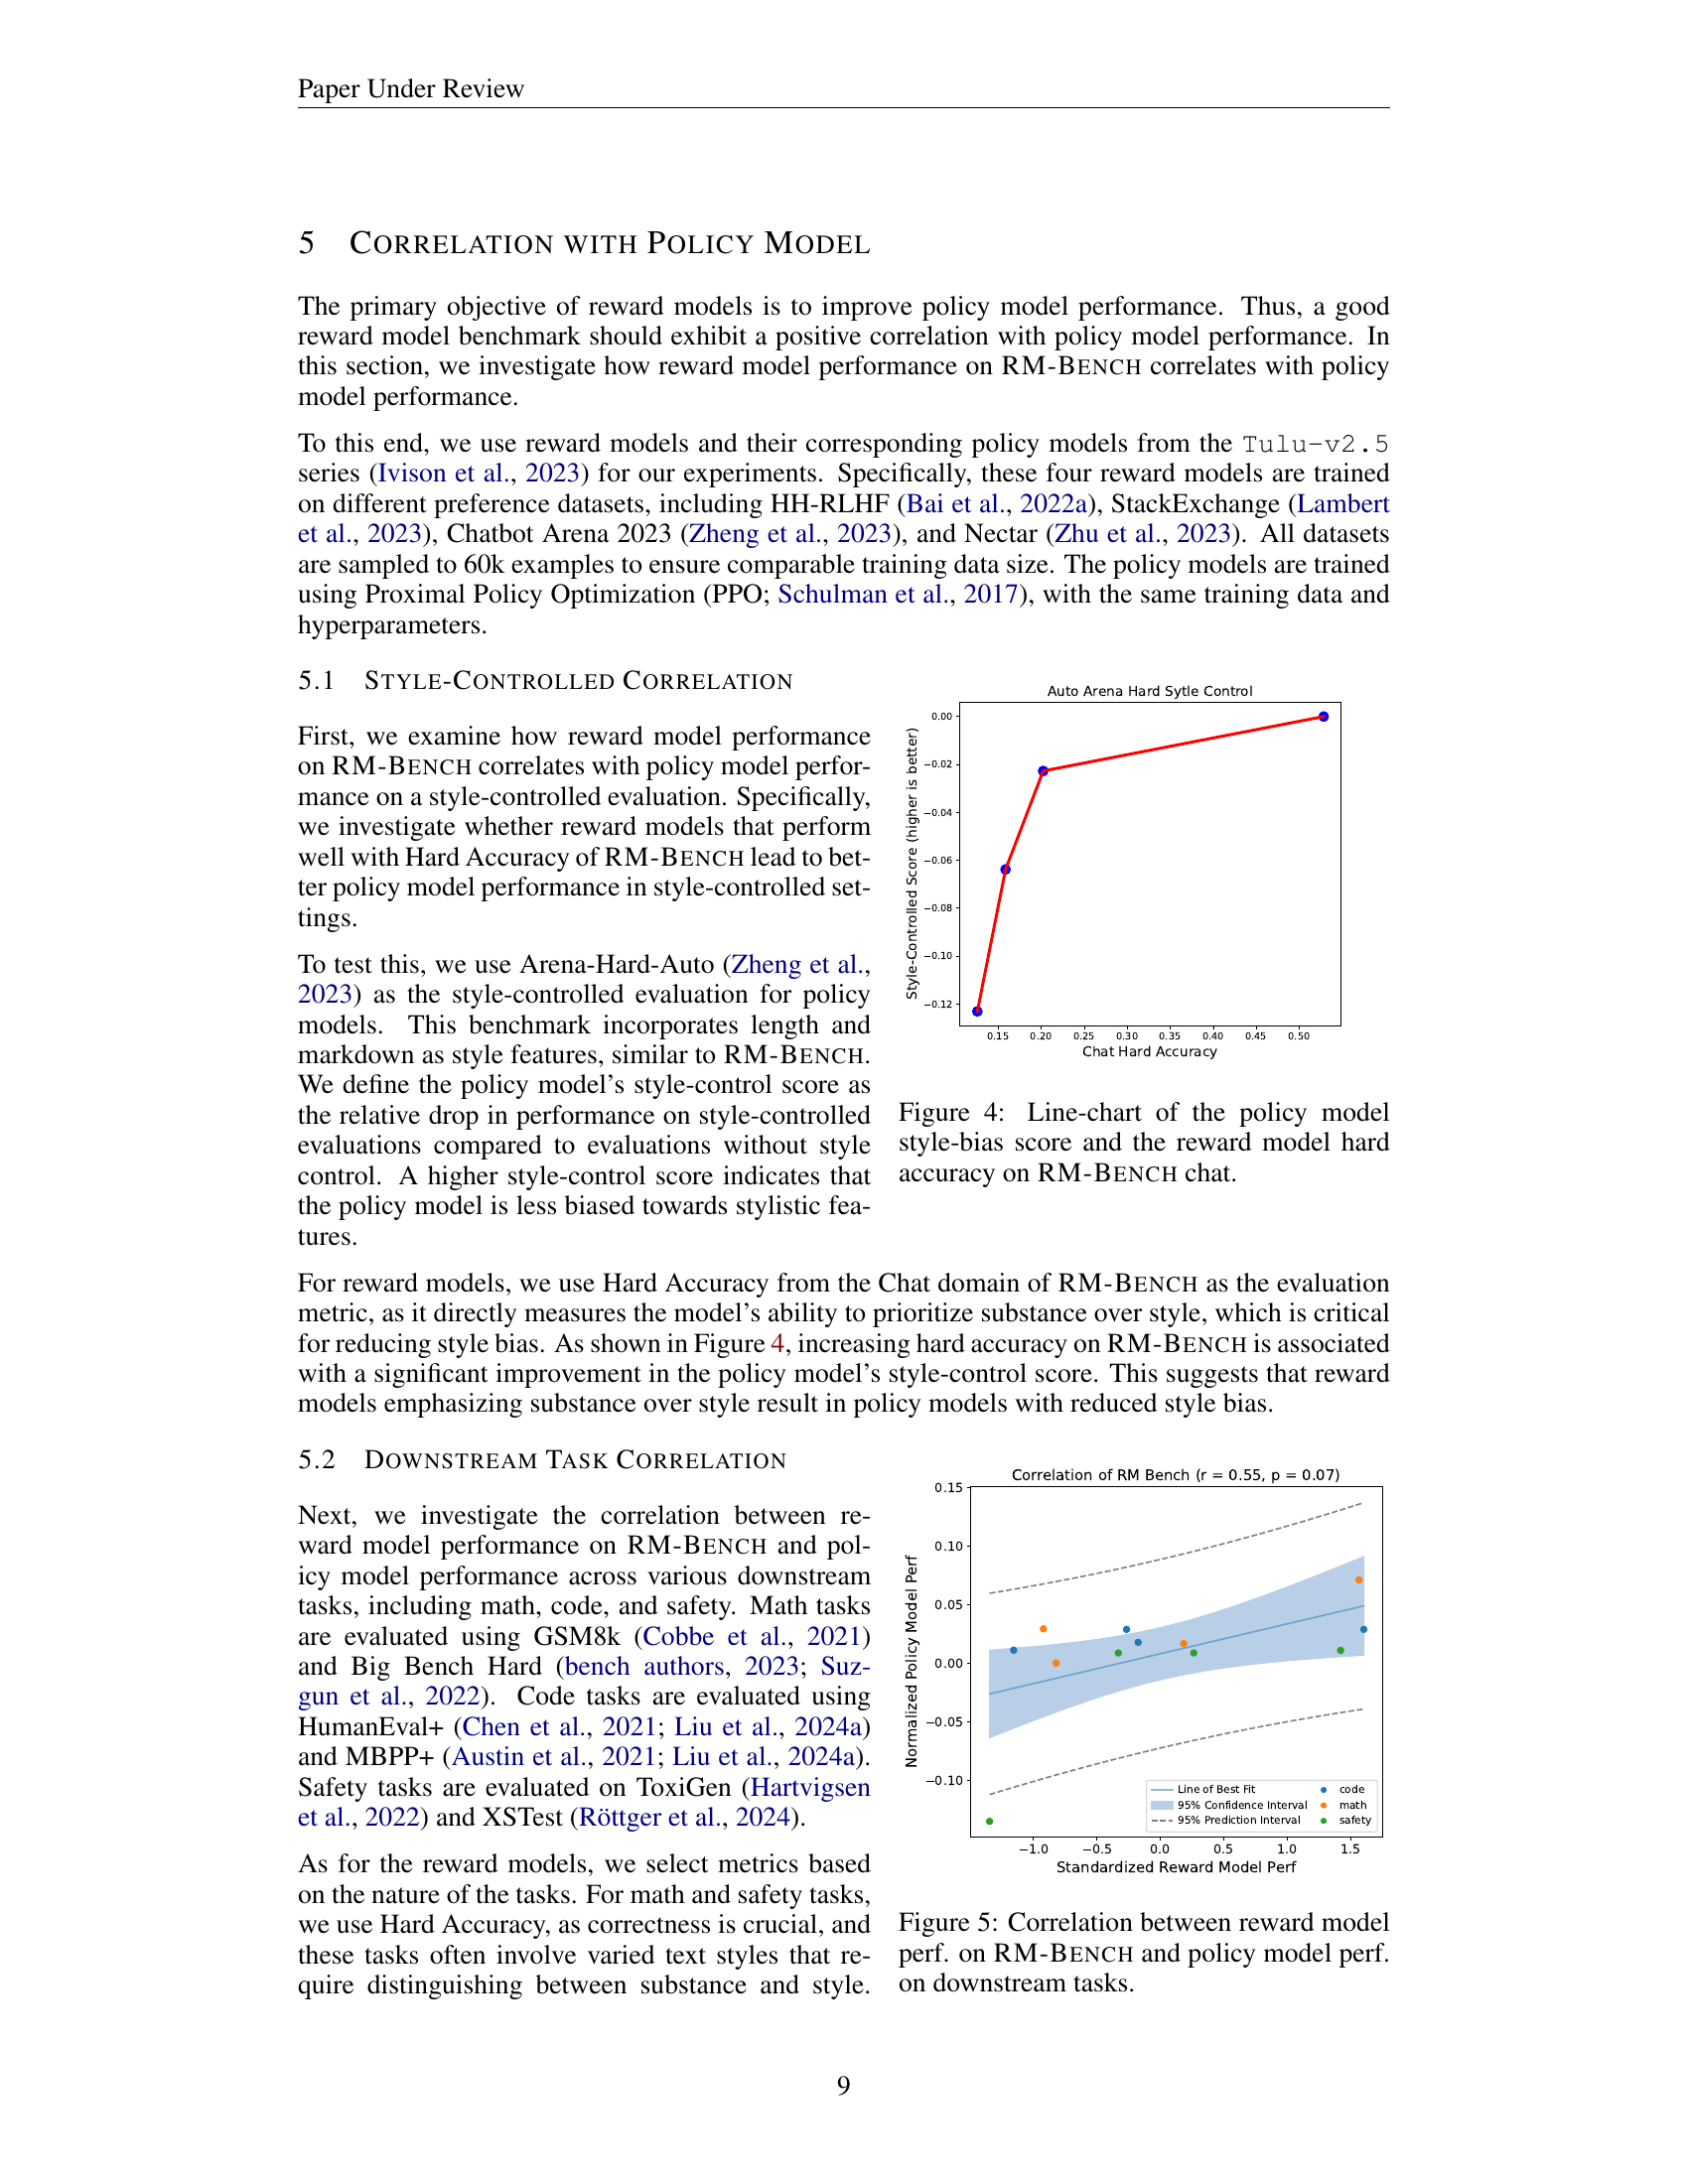 Paper Under Review
5 CORRELATION WITH POLICY MODEL
The primary objective of reward models is to improve policy model performance. Thus, a good
reward model benchmark should exhibit a positive correlation with policy model performance. In
this section, we investigate how reward model performance on RM-BENCH correlates with policy
model performance.
To this end, we use reward models and their corresponding policy models from the Tulu-v2.5
series (Ivison et al., 2023) for our experiments. Specifically, these four reward models are trained
on different preference datasets, including HH-RLHF (Bai et al., 2022a), StackExchange (Lambert
et al., 2023), Chatbot Arena 2023 (Zheng et al., 2023), and Nectar (Zhu et al., 2023). All datasets
are sampled to 60k examples to ensure comparable training data size. The policy models are trained
using Proximal Policy Optimization (PPO; Schulman et al., 2017), with the same training data and
hyperparameters.
5.1 STYLE-CONTROLLED CORRELATION
First, we examine how reward model performance
on RM-BENCH correlates with policy model perfor-
mance on a style-controlled evaluation. Specifically,
we investigate whether reward models that perform
well with Hard Accuracy of RM-BENCH lead to bet-
ter policy model performance in style-controlled set-
tings.
To test this, we use Arena-Hard-Auto (Zheng et al.,
2023) as the style-controlled evaluation for policy
models. This benchmark incorporates length and
markdown as style features, similar to RM-BENCH.
We define the policy model's style-control score as
the relative drop in performance on style-controlled
evaluations compared to evaluations without style
control. A higher style-control score indicates that
the policy model is less biased towards stylistic fea-
tures.
Auto Arena Hard Sytle Control
Style-Controlled Score (higher is better)
0.00
−0.02
−0.04
−0.06
−0.08
−0.10
−0.12
0.15 0.20 0.25 0.30 0.35 0.40 0.45 0.50
Chat Hard Accuracy
Figure 4: Line-chart of the policy model
style-bias score and the reward model hard
accuracy on RM-BENCH chat.
For reward models, we use Hard Accuracy from the Chat domain of RM-BENCH as the evaluation
metric, as it directly measures the model's ability to prioritize substance over style, which is critical
for reducing style bias. As shown in Figure 4, increasing hard accuracy on RM-BENCH is associated
with a significant improvement in the policy model's style-control score. This suggests that reward
models emphasizing substance over style result in policy models with reduced style bias.
5.2 DOWNSTREAM TASK CORRELATION
Next, we investigate the correlation between re-
ward model performance on RM-BENCH and pol-
icy model performance across various downstream
tasks, including math, code, and safety. Math tasks
are evaluated using GSM8k (Cobbe et al., 2021)
and Big Bench Hard (bench authors, 2023; Suz-
gun et al., 2022). Code tasks are evaluated using
HumanEval+ (Chen et al., 2021; Liu et al., 2024a)
and MBPP+ (Austin et al., 2021; Liu et al., 2024a).
Safety tasks are evaluated on ToxiGen (Hartvigsen
et al., 2022) and XSTest (Röttger et al., 2024).
As for the reward models, we select metrics based
on the nature of the tasks. For math and safety tasks,
we use Hard Accuracy, as correctness is crucial, and
these tasks often involve varied text styles that re-
quire distinguishing between substance and style.
Correlation of RM Bench (r = 0.55, p = 0.07)
Normalized Policy Model Perf
0.15
0.10
0.05
0.00
−0.05
−0.10
Line of Best Fit
95% Confidence Interval
95% Prediction Interval
code
math
safety
−1.0 −0.5 0.0 0.5 1.0 1.5
Standardized Reward Model Perf
Figure 5: Correlation between reward model
perf. on RM-BENCH and policy model perf.
on downstream tasks.
9